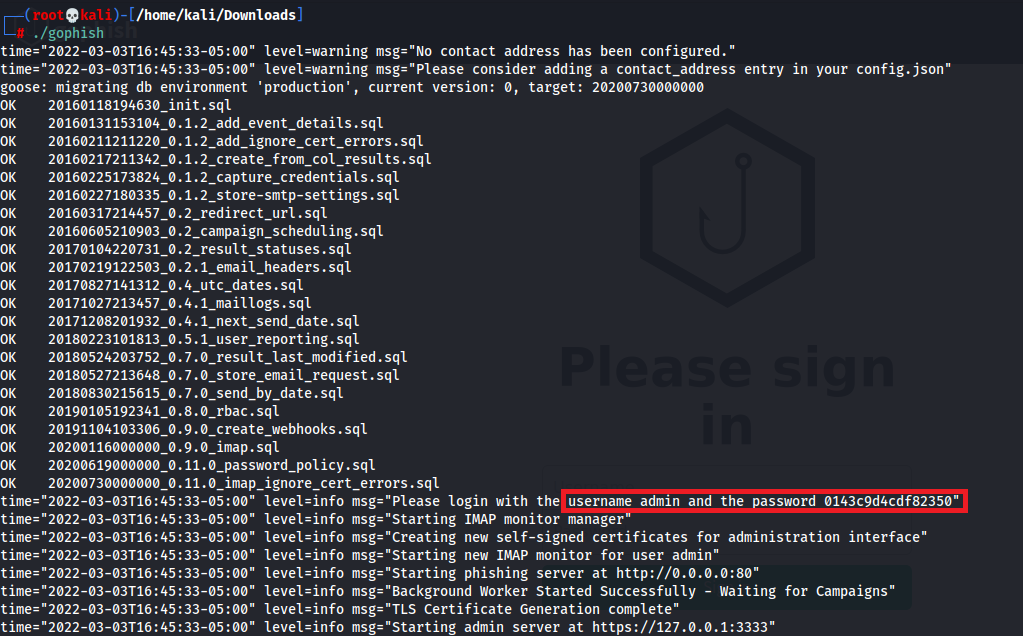 (root💀kali)-[/home/kali/Downloads]
# ./gophish
time="2022-03-03T16:45:33-05:00" level=warning msg="No contact address has been configured."
time="2022-03-03T16:45:33-05:00" level=warning msg="Please consider adding a contact_address entry in your config.json"
goose: migrating db environment 'production', current version: 0, target: 20200730000000
OK    20160118194630_init.sql
OK    20160131153104_0.1.2_add_event_details.sql
OK    20160211211220_0.1.2_add_ignore_cert_errors.sql
OK    20160217211342_0.1.2_create_from_col_results.sql
OK    20160225173824_0.1.2_capture_credentials.sql
OK    20160227180335_0.1.2_store-smtp-settings.sql
OK    20160317214457_0.2_redirect_url.sql
OK    20160605210903_0.2_campaign_scheduling.sql
OK    20170104220731_0.2_result_statuses.sql
OK    20170219122503_0.2.1_email_headers.sql
OK    20170827141312_0.4_utc_dates.sql
OK    20171027213457_0.4.1_maillogs.sql
OK    20171208201932_0.4.1_next_send_date.sql
OK    20180223101813_0.5.1_user_reporting.sql
OK    20180524203752_0.7.0_result_last_modified.sql
OK    20180527213648_0.7.0_store_email_request.sql
OK    20180830215615_0.7.0_send_by_date.sql
OK    20190105192341_0.8.0_rbac.sql
OK    20191104103306_0.9.0_create_webhooks.sql
OK    20200116000000_0.9.0_imap.sql
OK    20200619000000_0.11.0_password_policy.sql
OK    20200730000000_0.11.0_imap_ignore_cert_errors.sql
time="2022-03-03T16:45:33-05:00" level=info msg="Please login with the username admin and the password 0143c9d4cdf82350"
time="2022-03-03T16:45:33-05:00" level=info msg="Starting IMAP monitor manager"
time="2022-03-03T16:45:33-05:00" level=info msg="Creating new self-signed certificates for administration interface"
time="2022-03-03T16:45:33-05:00" level=info msg="Starting new IMAP monitor for user admin"
time="2022-03-03T16:45:33-05:00" level=info msg="Starting phishing server at http://0.0.0.0:80"
time="2022-03-03T16:45:33-05:00" level=info msg="Background Worker Started Successfully - Waiting for Campaigns"
time="2022-03-03T16:45:33-05:00" level=info msg="TLS Certificate Generation complete"
time="2022-03-03T16:45:33-05:00" level=info msg="Starting admin server at https://127.0.0.1:3333"
Please sign
in